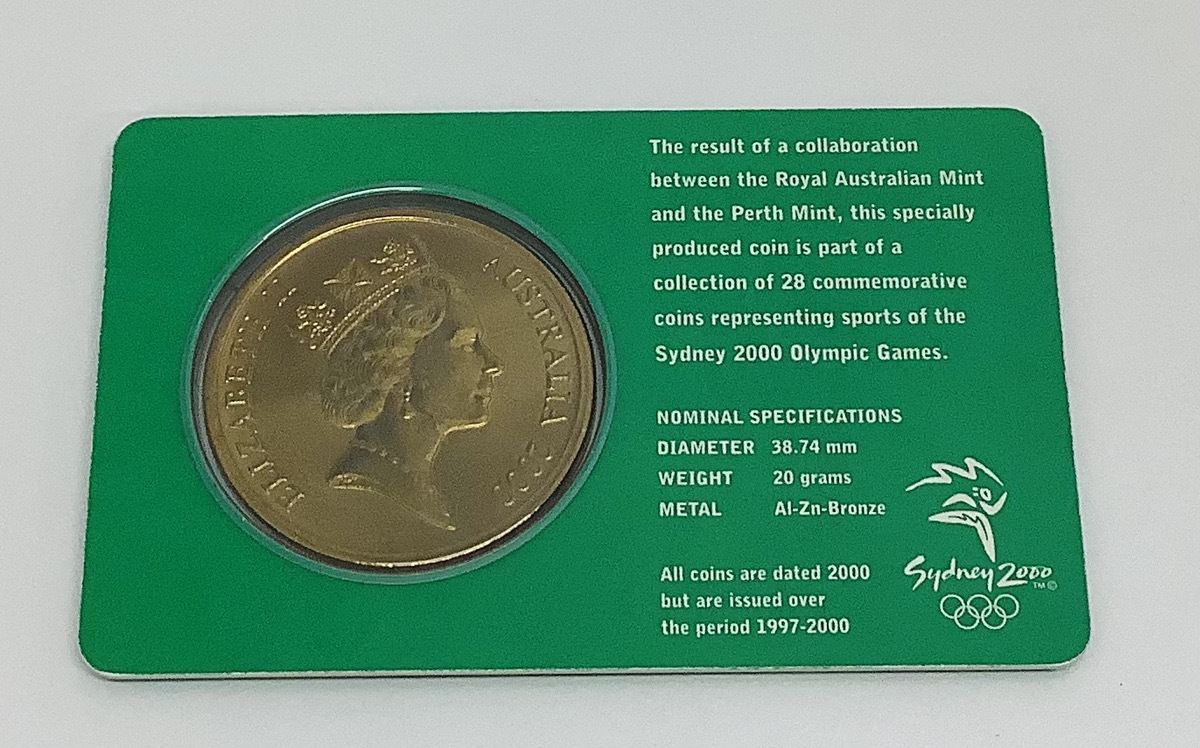 ELIZABETH II
AUSTRALIA 2000
The result of a collaboration
between the Royal Australian Mint
and the Perth Mint, this specially
produced coin is part of a
collection of 28 commemorative
coins representing sports of the
Sydney 2000 Olympic Games.
NOMINAL SPECIFICATIONS
DIAMETER 38.74 mm
WEIGHT 20 grams
METAL Al-Zn-Bronze
All coins are dated 2000
but are issued over
the period 1997-2000
Sydney 2000
TM ©